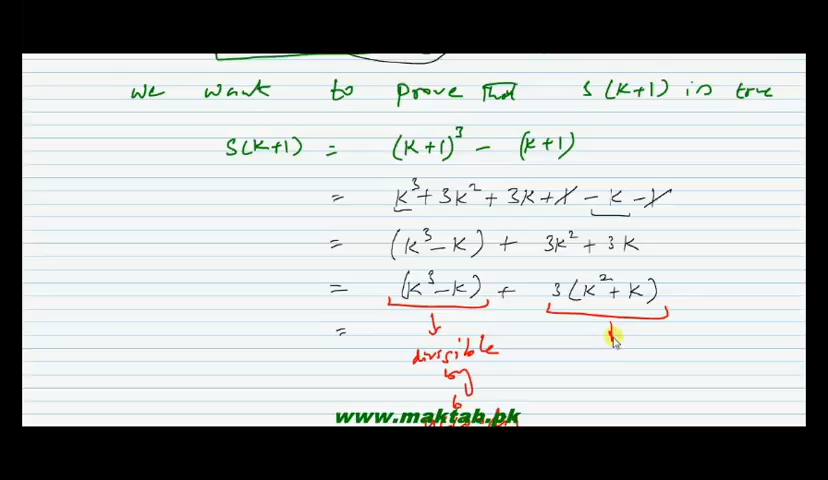 we want to prove that S(K+1) is true
S(K+1) = (K+1)³ - (K+1)
= K³ + 3K² + 3K + 1 - K - 1
= (K³ - K) + 3K² + 3K
= (K³ - K) + 3(K² + K)
=
divisible
by
6
www.maktab.pk